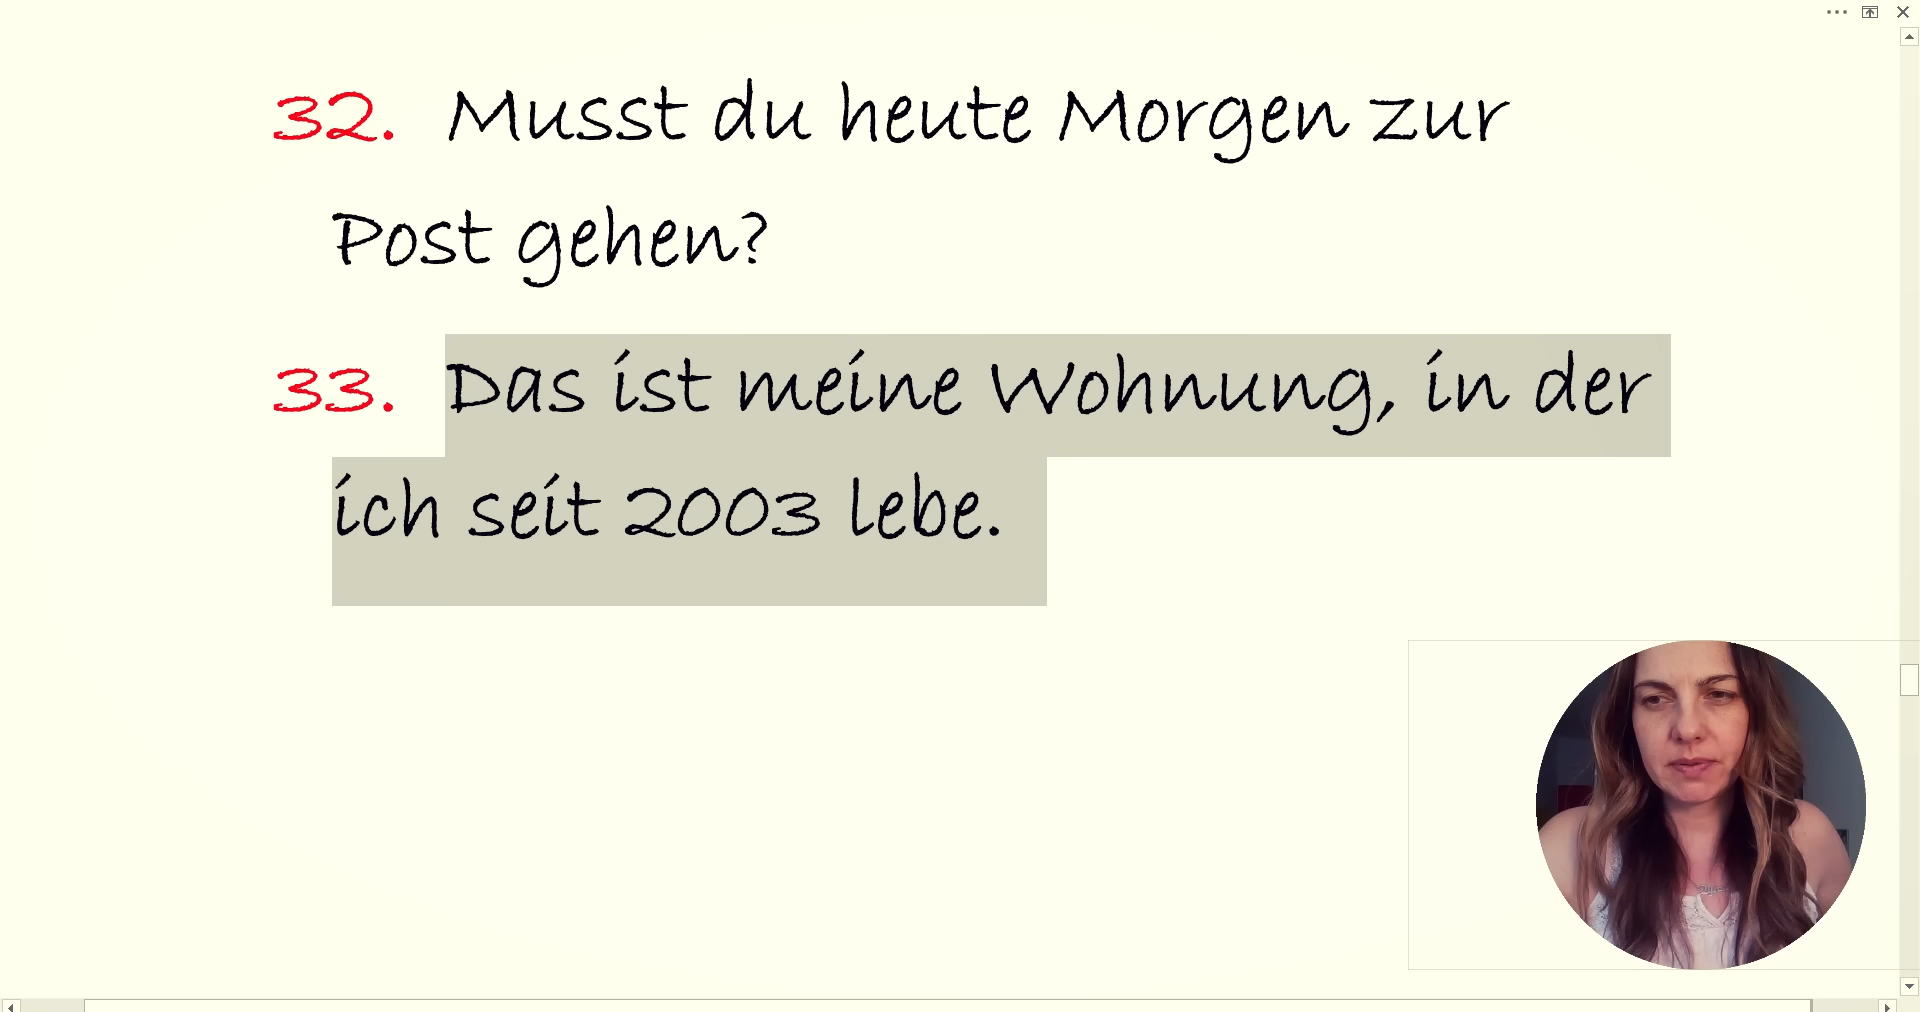 32. Musst du heute Morgen zur
Post gehen?
33. Das ist meine Wohnung, in der
ich seit 2003 lebe.